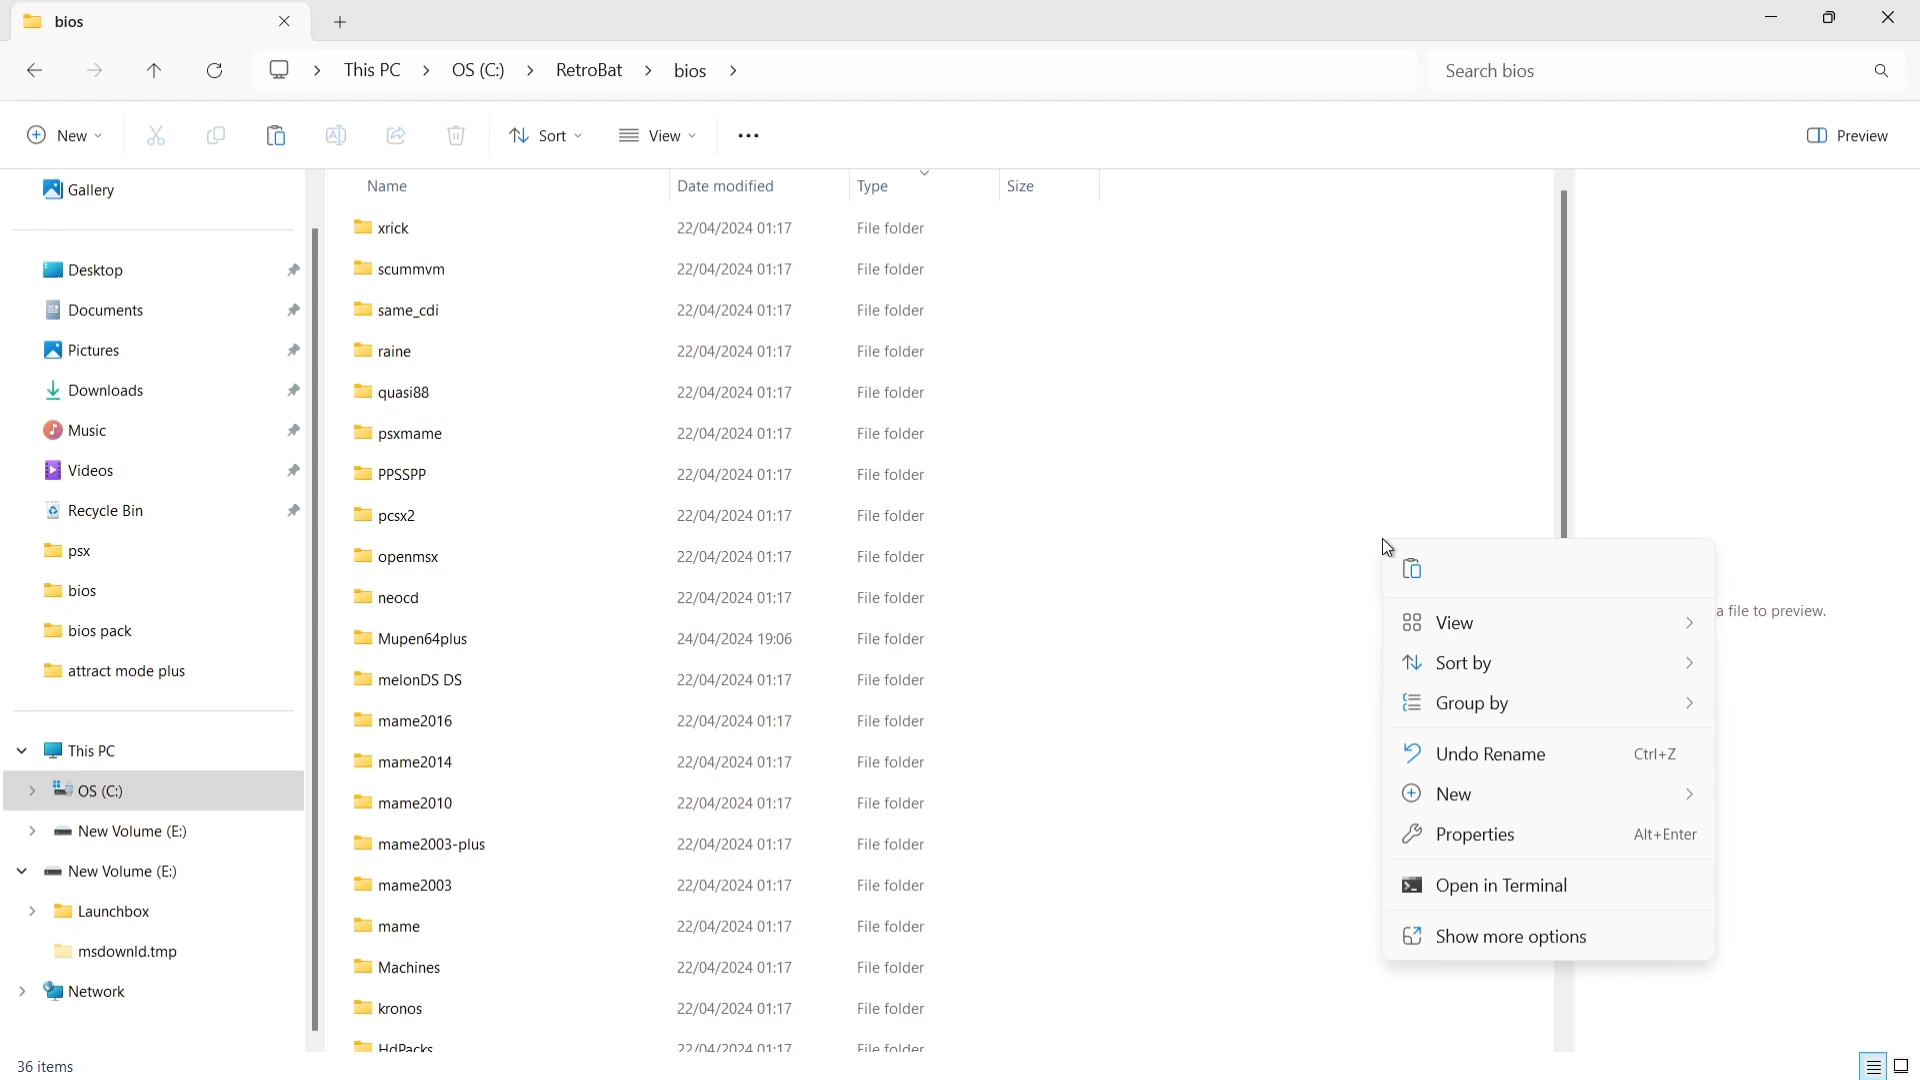 bios
This PC
OS (C:)
RetroBat
bios
Search bios
New
Sort
View
Preview
Gallery
Desktop
Documents
Pictures
Downloads
Music
Videos
Recycle Bin
psx
bios
bios pack
attract mode plus
This PC
OS (C:)
New Volume (E:)
New Volume (E:)
Launchbox
msdownld.tmp
Network
Name Date modified Type Size
xrick 22/04/2024 01:17 File folder
scummvm 22/04/2024 01:17 File folder
same_cdi 22/04/2024 01:17 File folder
raine 22/04/2024 01:17 File folder
quasi88 22/04/2024 01:17 File folder
psxmame 22/04/2024 01:17 File folder
PPSSPP 22/04/2024 01:17 File folder
pcsx2 22/04/2024 01:17 File folder
openmsx 22/04/2024 01:17 File folder
neocd 22/04/2024 01:17 File folder
Mupen64plus 24/04/2024 19:06 File folder
melonDS DS 22/04/2024 01:17 File folder
mame2016 22/04/2024 01:17 File folder
mame2014 22/04/2024 01:17 File folder
mame2010 22/04/2024 01:17 File folder
mame2003-plus 22/04/2024 01:17 File folder
mame2003 22/04/2024 01:17 File folder
mame 22/04/2024 01:17 File folder
Machines 22/04/2024 01:17 File folder
kronos 22/04/2024 01:17 File folder
HdPacks 22/04/2024 01:17 File folder
View
Sort by
Group by
Undo Rename Ctrl+Z
New
Properties Alt+Enter
Open in Terminal
Show more options
a file to preview.
36 items